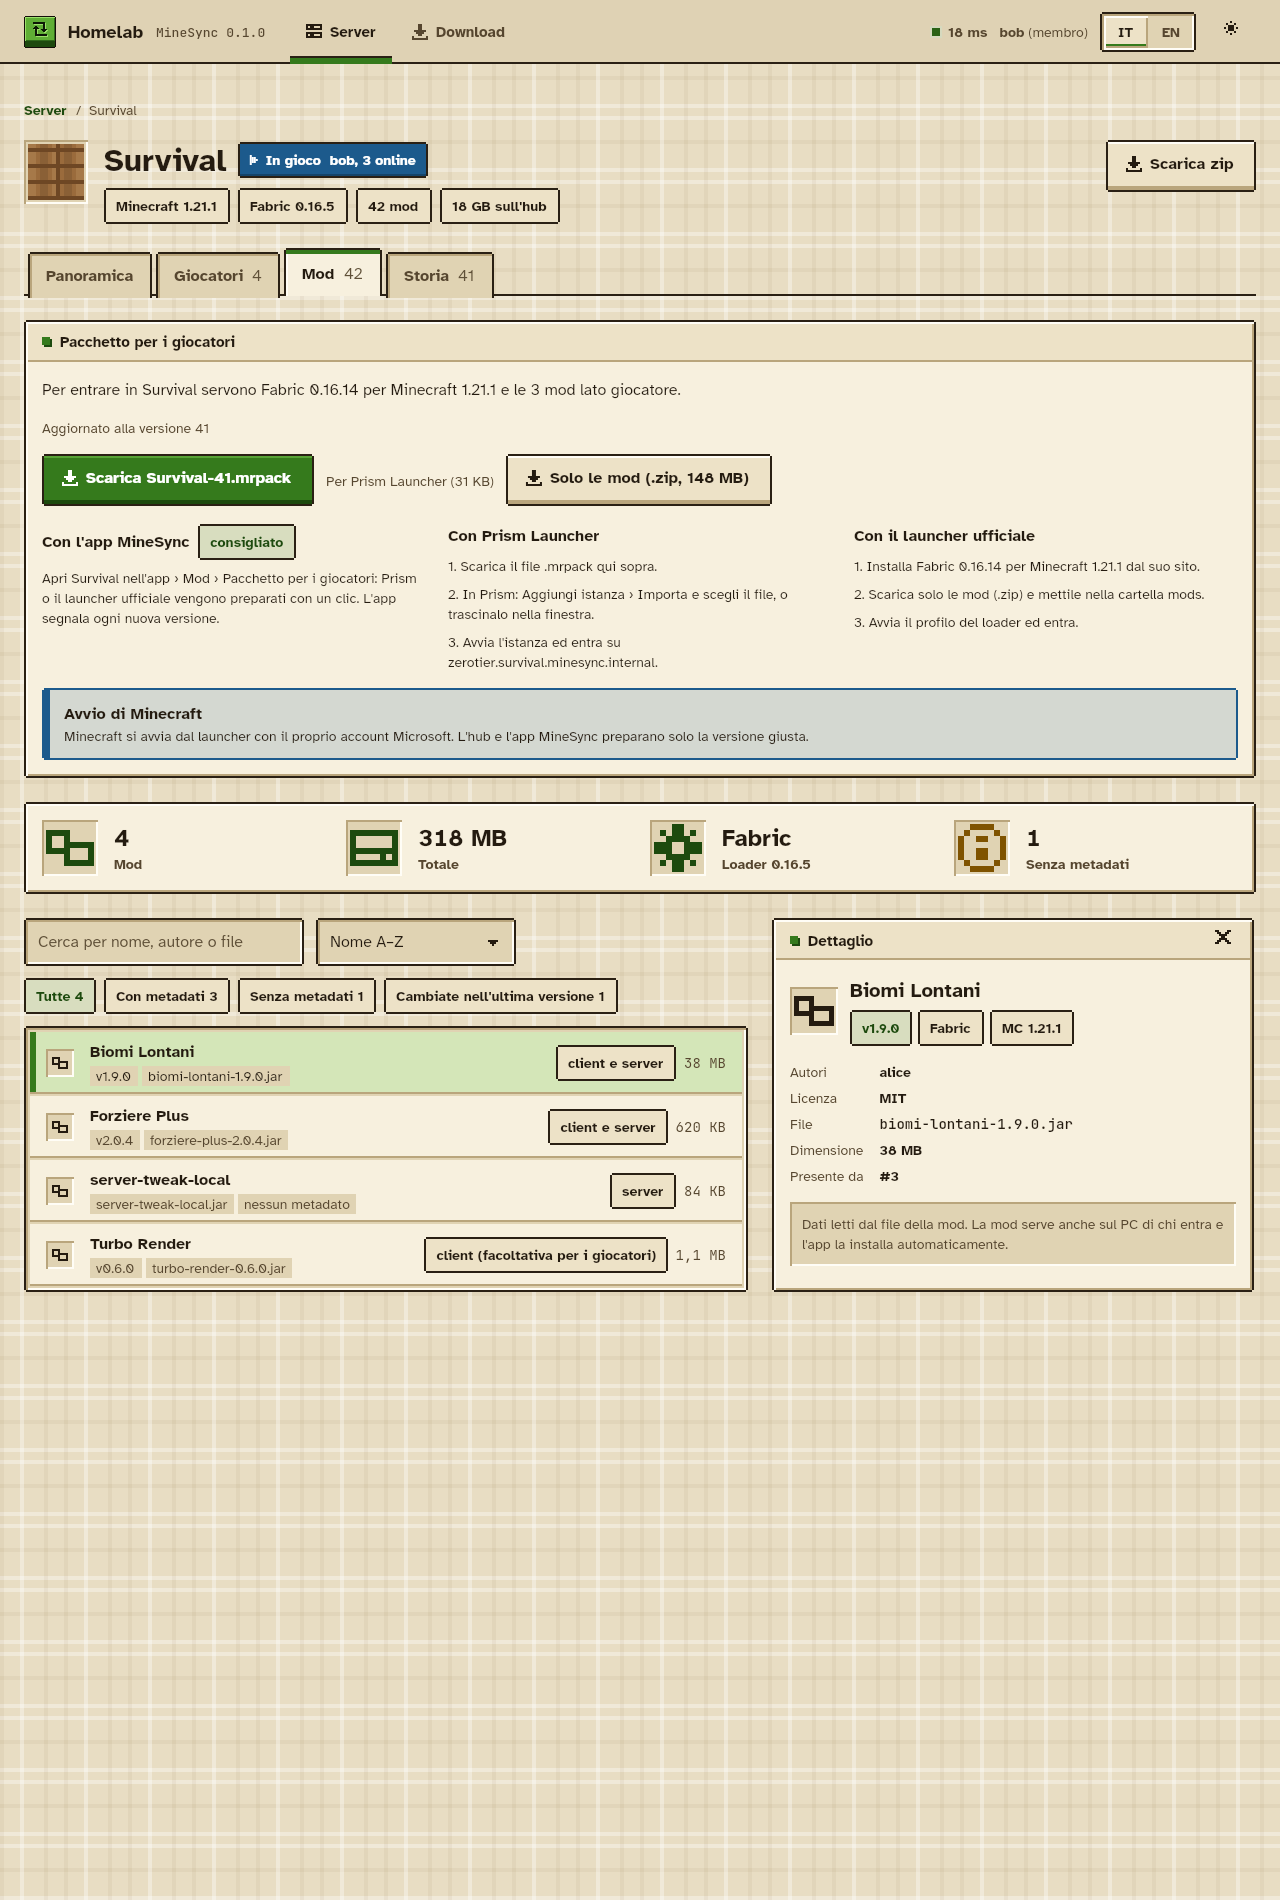 Homelab MineSync 0.1.0 Server Download 18 ms bob (membro) IT EN
Server / Survival
Survival In gioco bob, 3 online Scarica zip
Minecraft 1.21.1 Fabric 0.16.5 42 mod 18 GB sull'hub
Panoramica Giocatori 4 Mod 42 Storia 41
Pacchetto per i giocatori
Per entrare in Survival servono Fabric 0.16.14 per Minecraft 1.21.1 e le 3 mod lato giocatore.
Aggiornato alla versione 41
Scarica Survival-41.mrpack Per Prism Launcher (31 KB) Solo le mod (.zip, 148 MB)
Con l'app MineSync consigliato
Apri Survival nell'app › Mod › Pacchetto per i giocatori: Prism
o il launcher ufficiale vengono preparati con un clic. L'app
segnala ogni nuova versione.
Con Prism Launcher
1. Scarica il file .mrpack qui sopra.
2. In Prism: Aggiungi istanza › Importa e scegli il file, o
trascinalo nella finestra.
3. Avvia l'istanza ed entra su
zerotier.survival.minesync.internal.
Con il launcher ufficiale
1. Installa Fabric 0.16.14 per Minecraft 1.21.1 dal suo sito.
2. Scarica solo le mod (.zip) e mettile nella cartella mods.
3. Avvia il profilo del loader ed entra.
Avvio di Minecraft
Minecraft si avvia dal launcher con il proprio account Microsoft. L'hub e l'app MineSync preparano solo la versione giusta.
4
Mod
318 MB
Totale
Fabric
Loader 0.16.5
1
Senza metadati
Cerca per nome, autore o file Nome A–Z
Tutte 4 Con metadati 3 Senza metadati 1 Cambiate nell'ultima versione 1
Biomi Lontani
v1.9.0 biomi-lontani-1.9.0.jar
client e server 38 MB
Forziere Plus
v2.0.4 forziere-plus-2.0.4.jar
client e server 620 KB
server-tweak-local
server-tweak-local.jar nessun metadato
server 84 KB
Turbo Render
v0.6.0 turbo-render-0.6.0.jar
client (facoltativa per i giocatori) 1,1 MB
Dettaglio
Biomi Lontani
v1.9.0 Fabric MC 1.21.1
Autori alice
Licenza MIT
File biomi-lontani-1.9.0.jar
Dimensione 38 MB
Presente da #3
Dati letti dal file della mod. La mod serve anche sul PC di chi entra e
l'app la installa automaticamente.